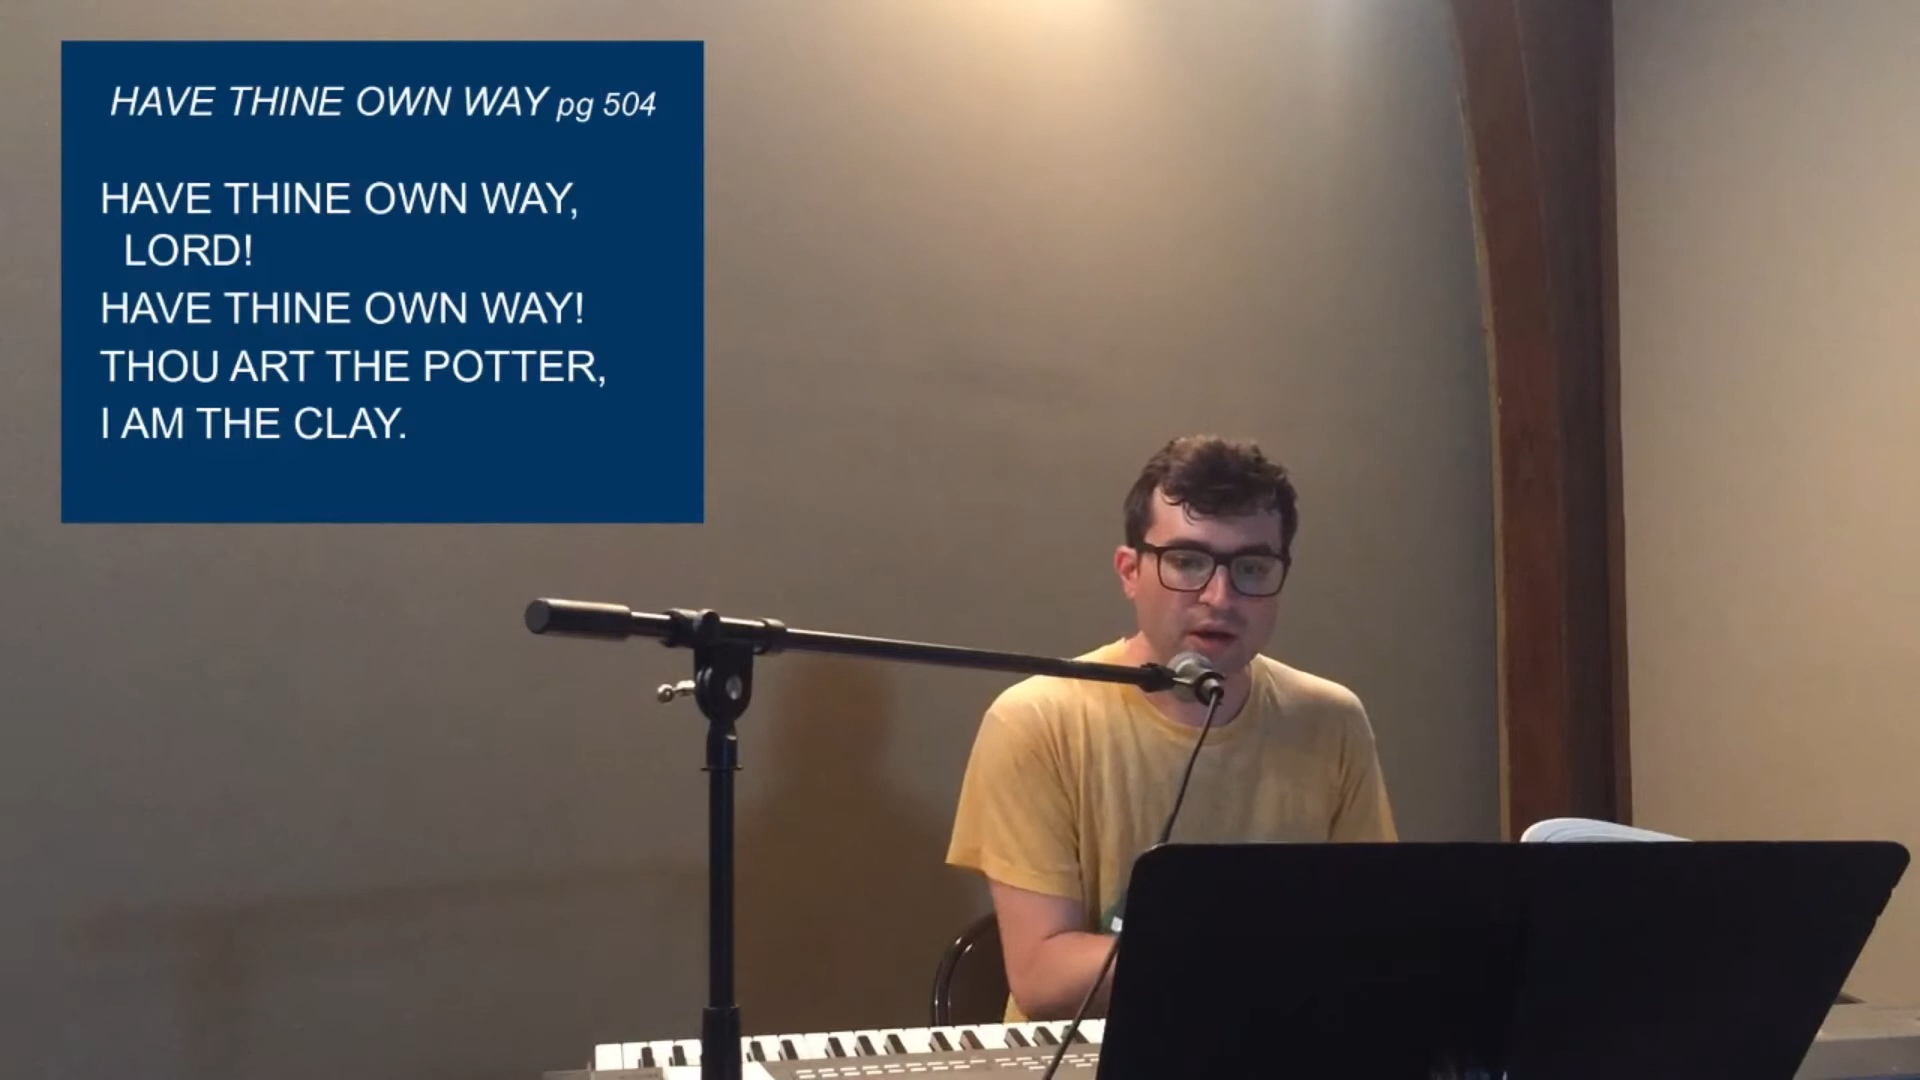 HAVE THINE OWN WAY pg 504
HAVE THINE OWN WAY,
LORD!
HAVE THINE OWN WAY!
THOU ART THE POTTER,
I AM THE CLAY.